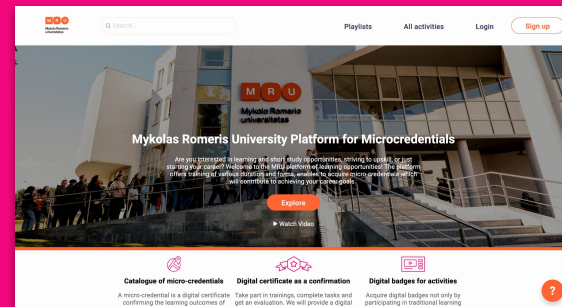 M R U
Mykolo Romerio
universitetas
Search...
Playlists
All activities
Login
Sign up
M R U
Mykolo Romerio
universitetas
Mykolas Romeris University Platform for Microcredentials
Are you interested in learning and short study opportunities, striving to upskill, or just
starting your career? Welcome to the MRU platform of learning opportunities! The platform
offers training of various duration and forms, enables to acquire micro-credentials which
will contribute to achieving your career goals.
Explore
Watch Video
Catalogue of micro-credentials
A micro-credential is a digital certificate
confirming the learning outcomes of
Digital certificate as a confirmation
Take part in trainings, complete tasks and
get an evaluation. We will provide a digital
Digital badges for activities
Acquire digital badges not only by
participating in traditional learning
?